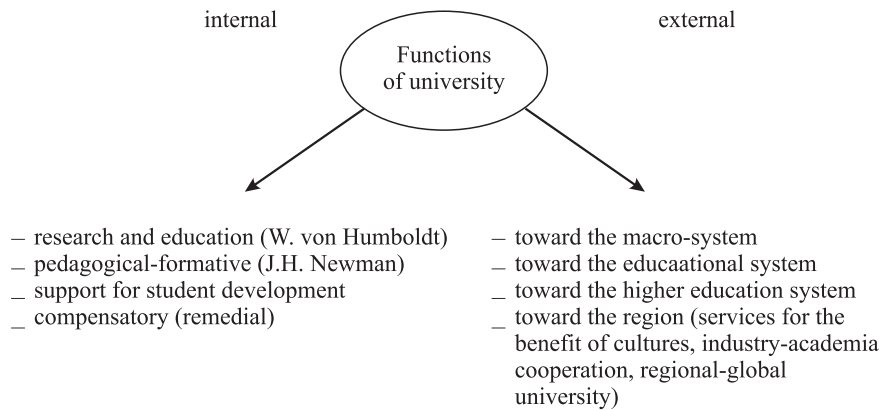 internal
external
Functions
of university
– research and education (W. von Humboldt)
– pedagogical-formative (J.H. Newman)
– support for student development
– compensatory (remedial)
– toward the macro-system
– toward the educaational system
– toward the higher education system
– toward the region (services for the
benefit of cultures, industry-academia
cooperation, regional-global
university)